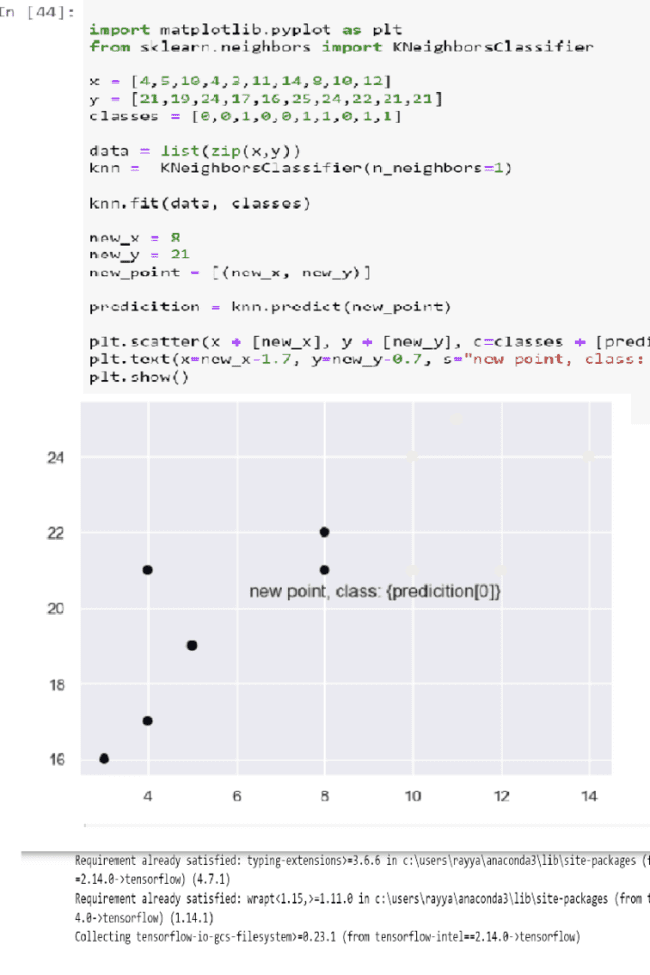 In [44]:
import matplotlib.pyplot as plt
from sklearn.neighbors import KNeighborsClassifier
x = [4,5,10,4,3,11,14,8,10,12]
y = [21,19,24,17,16,25,24,22,21,21]
classes = [0,0,1,0,0,1,1,0,1,1]
data = list(zip(x,y))
knn = KNeighborsClassifier(n_neighbors=1)
knn.fit(data, classes)
new_x = 8
new_y = 21
new_point = [(new_x, new_y)]
predicition = knn.predict(new_point)
plt.scatter(x + [new_x], y + [new_y], c=classes + [predi
plt.text(x=new_x-1.7, y=new_y-0.7, s="new point, class:
plt.show()
24
22
20
18
16
new point, class: {predicition[0]}
4 6 8 10 12 14
Requirement already satisfied: typing-extensions>=3.6.6 in c:\users\rayya\anaconda3\lib\site-packages (f
=2.14.0->tensorflow) (4.7.1)
Requirement already satisfied: wrapt<1.15,>=1.11.0 in c:\users\rayya\anaconda3\lib\site-packages (from t
4.0->tensorflow) (1.14.1)
Collecting tensorflow-io-gcs-filesystem>=0.23.1 (from tensorflow-intel==2.14.0->tensorflow)